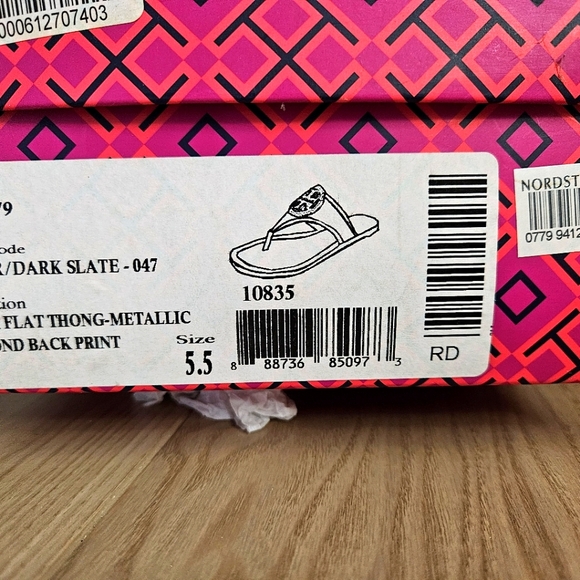 000612707403
79
ode
R/DARK SLATE - 047
tion
FLAT THONG-METALLIC
OND BACK PRINT
10835
Size
5.5
8 88736 85097 3
RD
NORDST
0779 9412